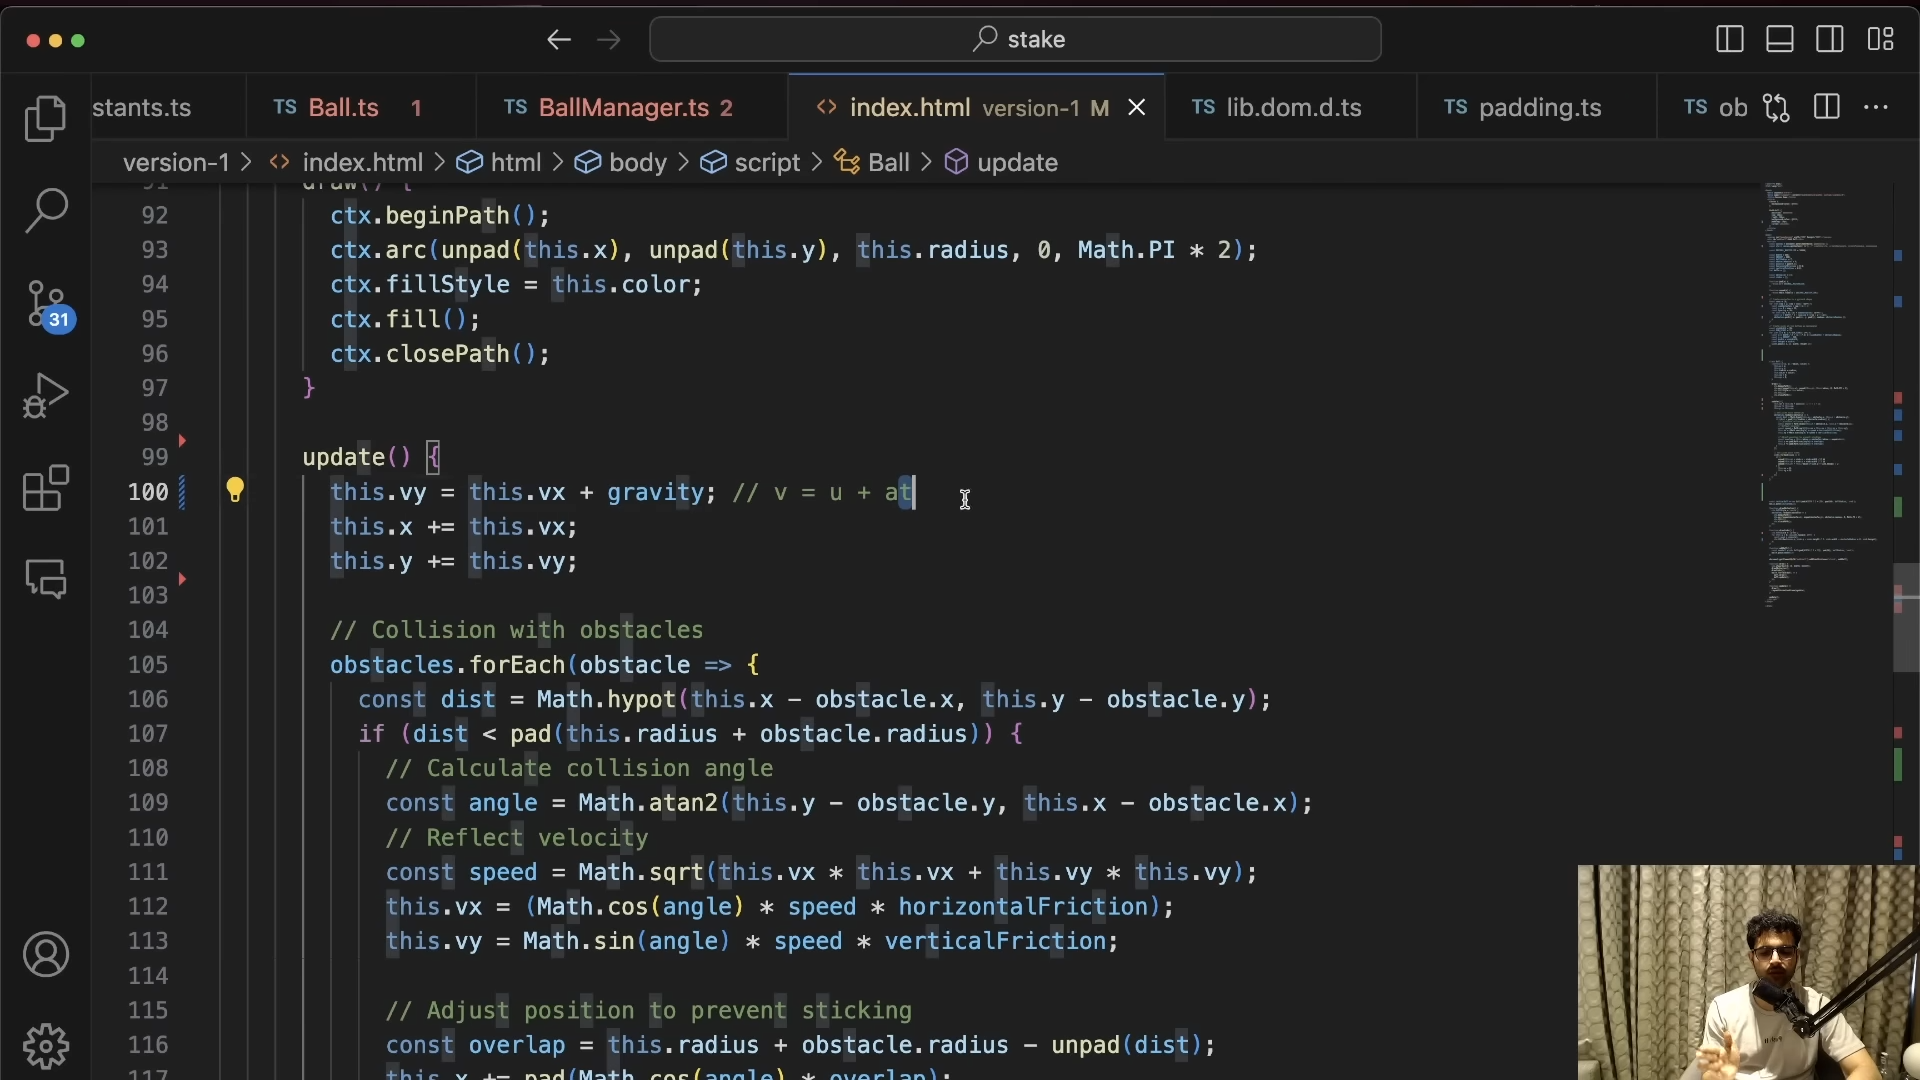 stake
stants.ts
TS Ball.ts 1
TS BallManager.ts 2
<> index.html version-1 M
TS lib.dom.d.ts
TS padding.ts
TS ob
version-1 > <> index.html > html > body > script > Ball > update
91 draw() {
92 ctx.beginPath();
93 ctx.arc(unpad(this.x), unpad(this.y), this.radius, 0, Math.PI * 2);
94 ctx.fillStyle = this.color;
95 ctx.fill();
96 ctx.closePath();
97 }
98
99 update() {
100 this.vy = this.vx + gravity; // v = u + at
101 this.x += this.vx;
102 this.y += this.vy;
103
104 // Collision with obstacles
105 obstacles.forEach(obstacle => {
106 const dist = Math.hypot(this.x - obstacle.x, this.y - obstacle.y);
107 if (dist < pad(this.radius + obstacle.radius)) {
108 // Calculate collision angle
109 const angle = Math.atan2(this.y - obstacle.y, this.x - obstacle.x);
110 // Reflect velocity
111 const speed = Math.sqrt(this.vx * this.vx + this.vy * this.vy);
112 this.vx = (Math.cos(angle) * speed * horizontalFriction);
113 this.vy = Math.sin(angle) * speed * verticalFriction;
114
115 // Adjust position to prevent sticking
116 const overlap = this.radius + obstacle.radius - unpad(dist);
117 this.x += pad(Math.cos(angle) * overlap);
31